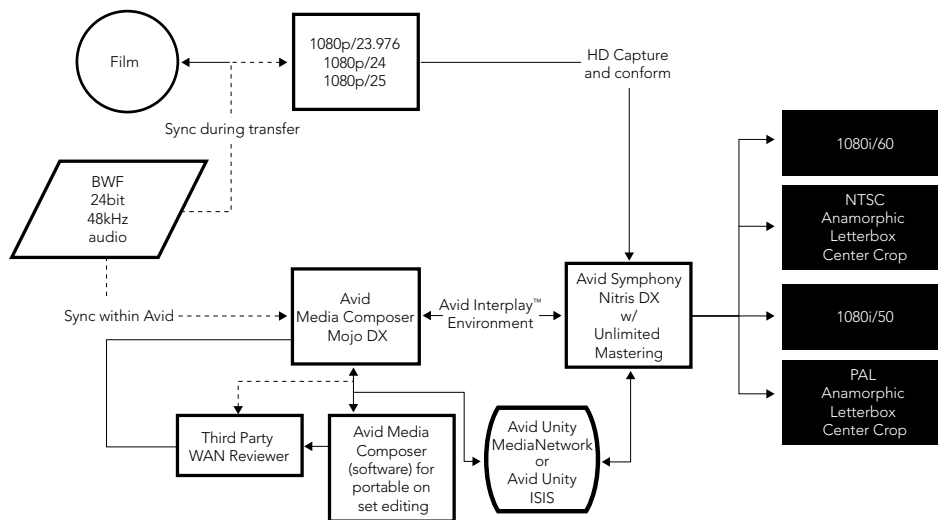 Film
1080p/23.976
1080p/24
1080p/25
HD Capture
and conform
Sync during transfer
BWF
24bit
48kHz
audio
1080i/60
NTSC
Anamorphic
Letterbox
Center Crop
1080i/50
PAL
Anamorphic
Letterbox
Center Crop
Sync within Avid
Avid
Media Composer
Mojo DX
Avid Interplay™
Environment
Avid Symphony
Nitris DX
w/
Unlimited
Mastering
Third Party
WAN Reviewer
Avid Media
Composer
(software) for
portable on
set editing
Avid Unity
MediaNetwork
or
Avid Unity
ISIS